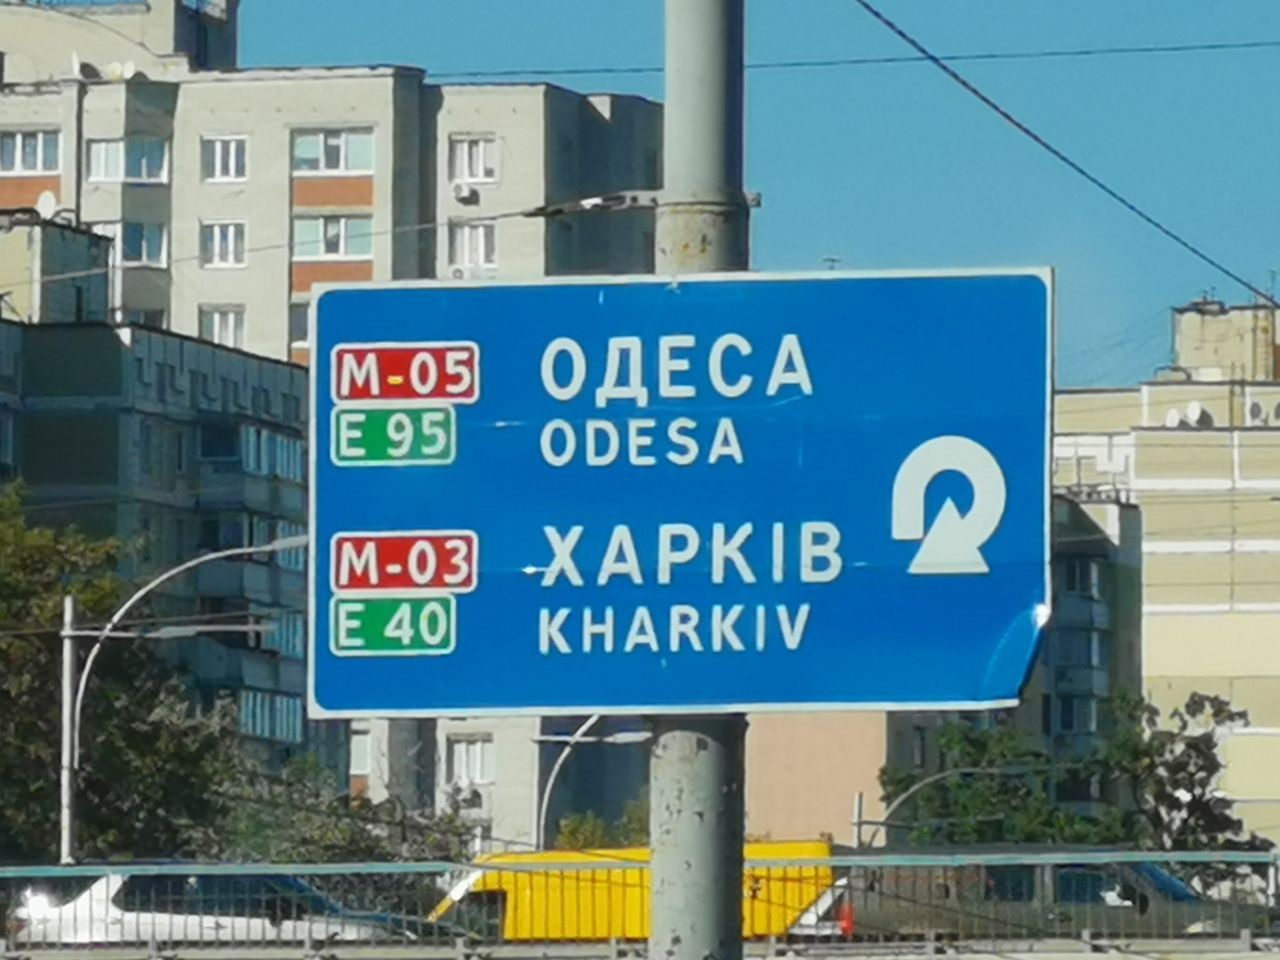 М-05 ОДЕСА
E 95 ODESA
М-03 ХАРКІВ
E 40 KHARKIV